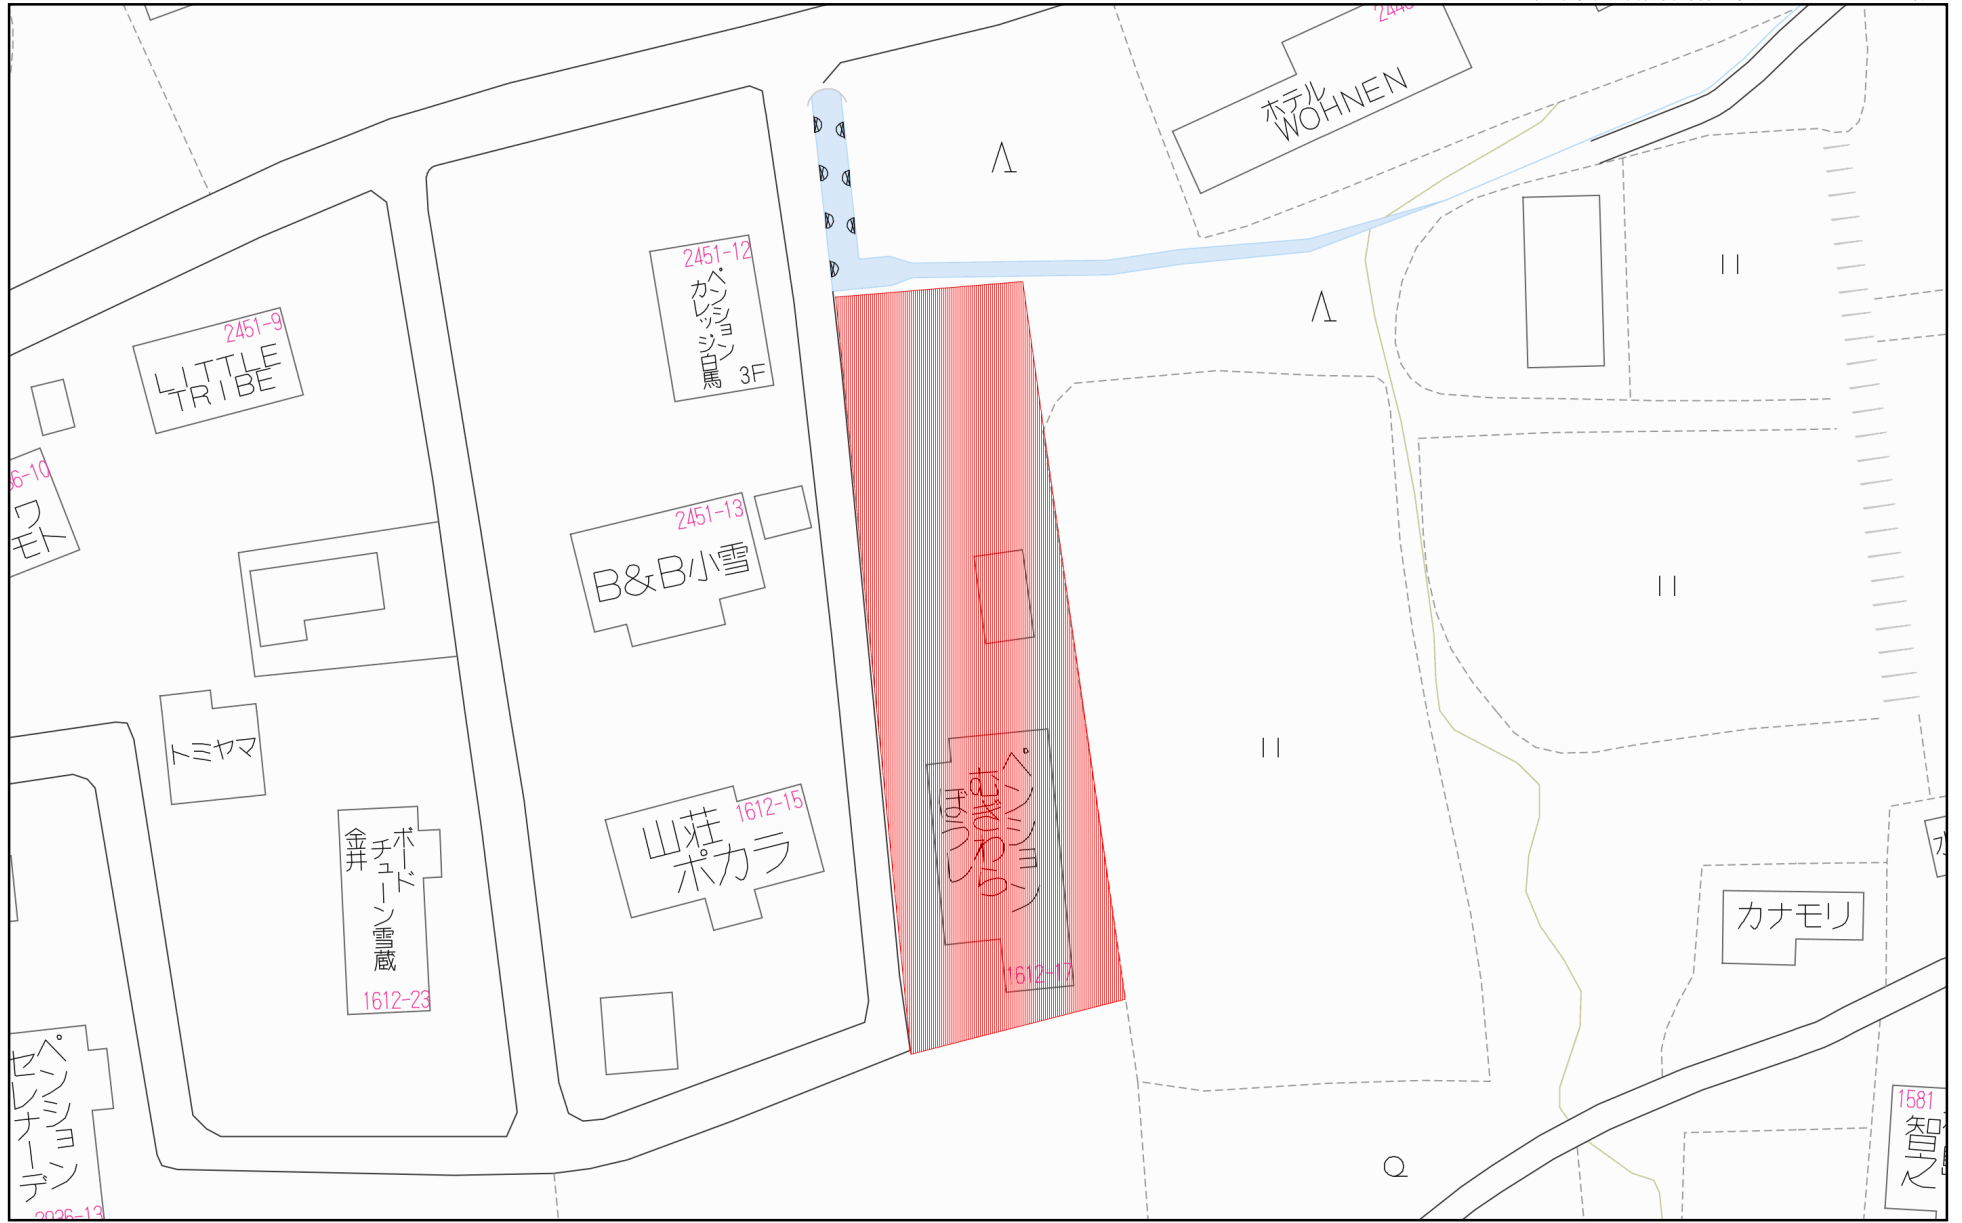 ホテル
WOHNEN
2451-12
ペンション
カレッジ白馬
3F
2451-9
LITTLE
TRIBE
36-10
ワ
モト
2451-13
B&B小雪
トミヤマ
1612-15
山荘
ポカラ
ボード
チューン雪蔵
金井
1612-23
ペンション
むぎわら
ぼうし
1612-17
カナモリ
ペンション
セレナーデ
1581
智之